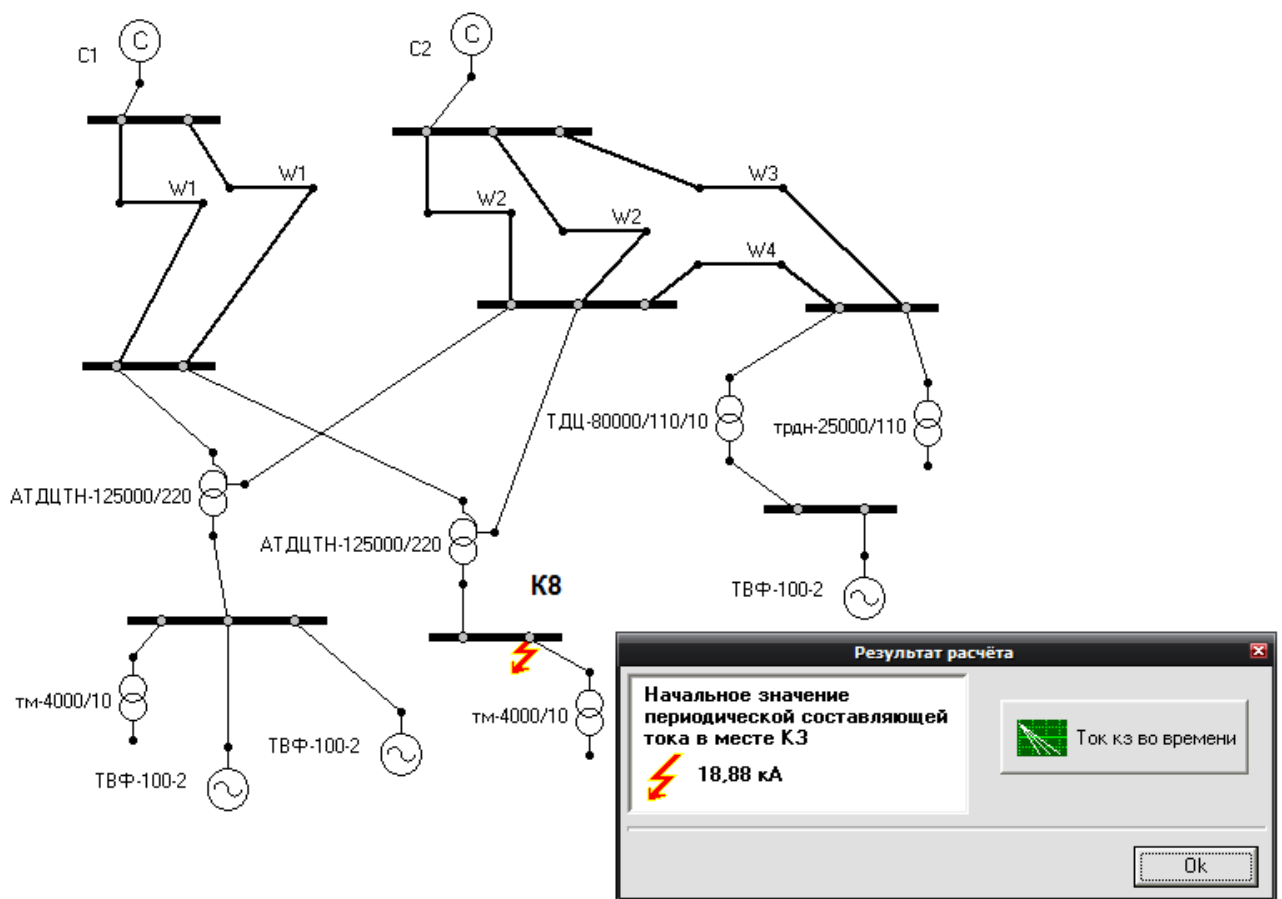 C1
C2
W1
W1
W2
W2
W3
W4
ТДЦ-80000/110/10
трдн-25000/110
АТДЦТН-125000/220
АТДЦТН-125000/220
К8
ТВФ-100-2
тм-4000/10
ТВФ-100-2
ТВФ-100-2
тм-4000/10
C
C
Результат расчёта
Начальное значение
периодической составляющей
тока в месте КЗ
18,88 кА
Ток кз во времени
Ok